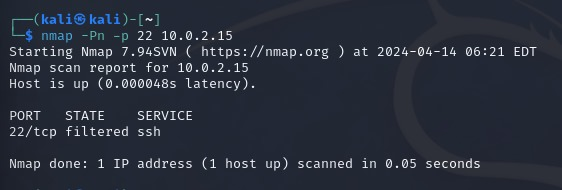 ┌──(kali㉿kali)-[~]
└─$ nmap -Pn -p 22 10.0.2.15
Starting Nmap 7.94SVN ( https://nmap.org ) at 2024-04-14 06:21 EDT
Nmap scan report for 10.0.2.15
Host is up (0.000048s latency).

PORT   STATE    SERVICE
22/tcp filtered ssh

Nmap done: 1 IP address (1 host up) scanned in 0.05 seconds